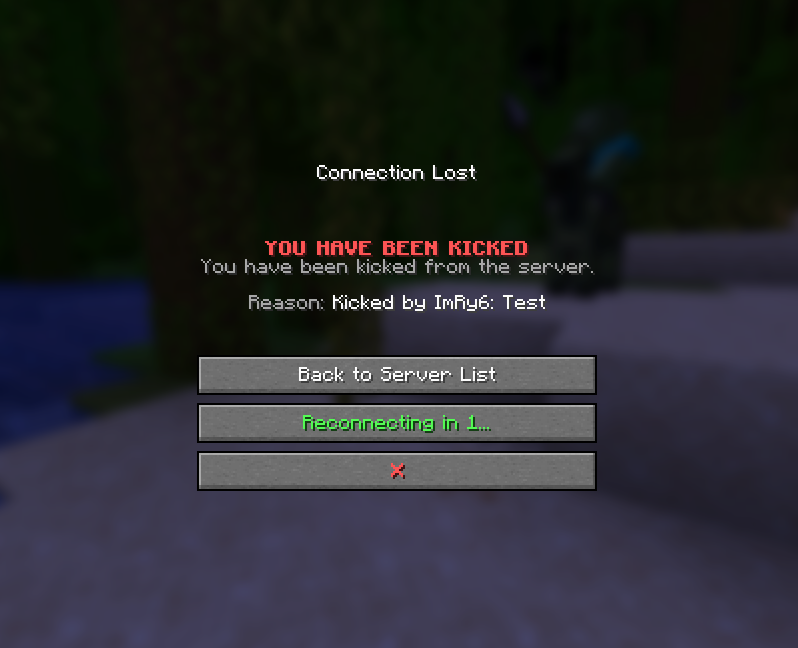 Connection Lost
YOU HAVE BEEN KICKED
You have been kicked from the server.
Reason: Kicked by ImRy6: Test
Back to Server List
Reconnecting in 1...
✕